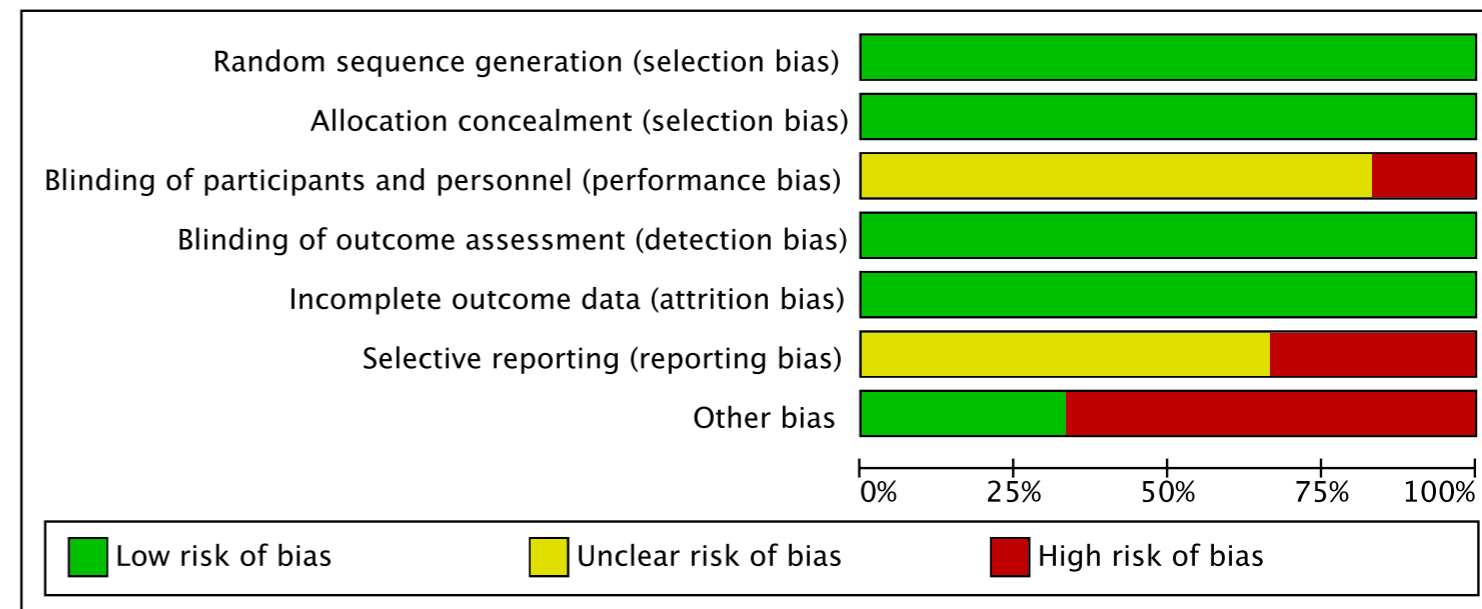 Random sequence generation (selection bias)
Allocation concealment (selection bias)
Blinding of participants and personnel (performance bias)
Blinding of outcome assessment (detection bias)
Incomplete outcome data (attrition bias)
Selective reporting (reporting bias)
Other bias
0% 25% 50% 75% 100%
Low risk of bias Unclear risk of bias High risk of bias